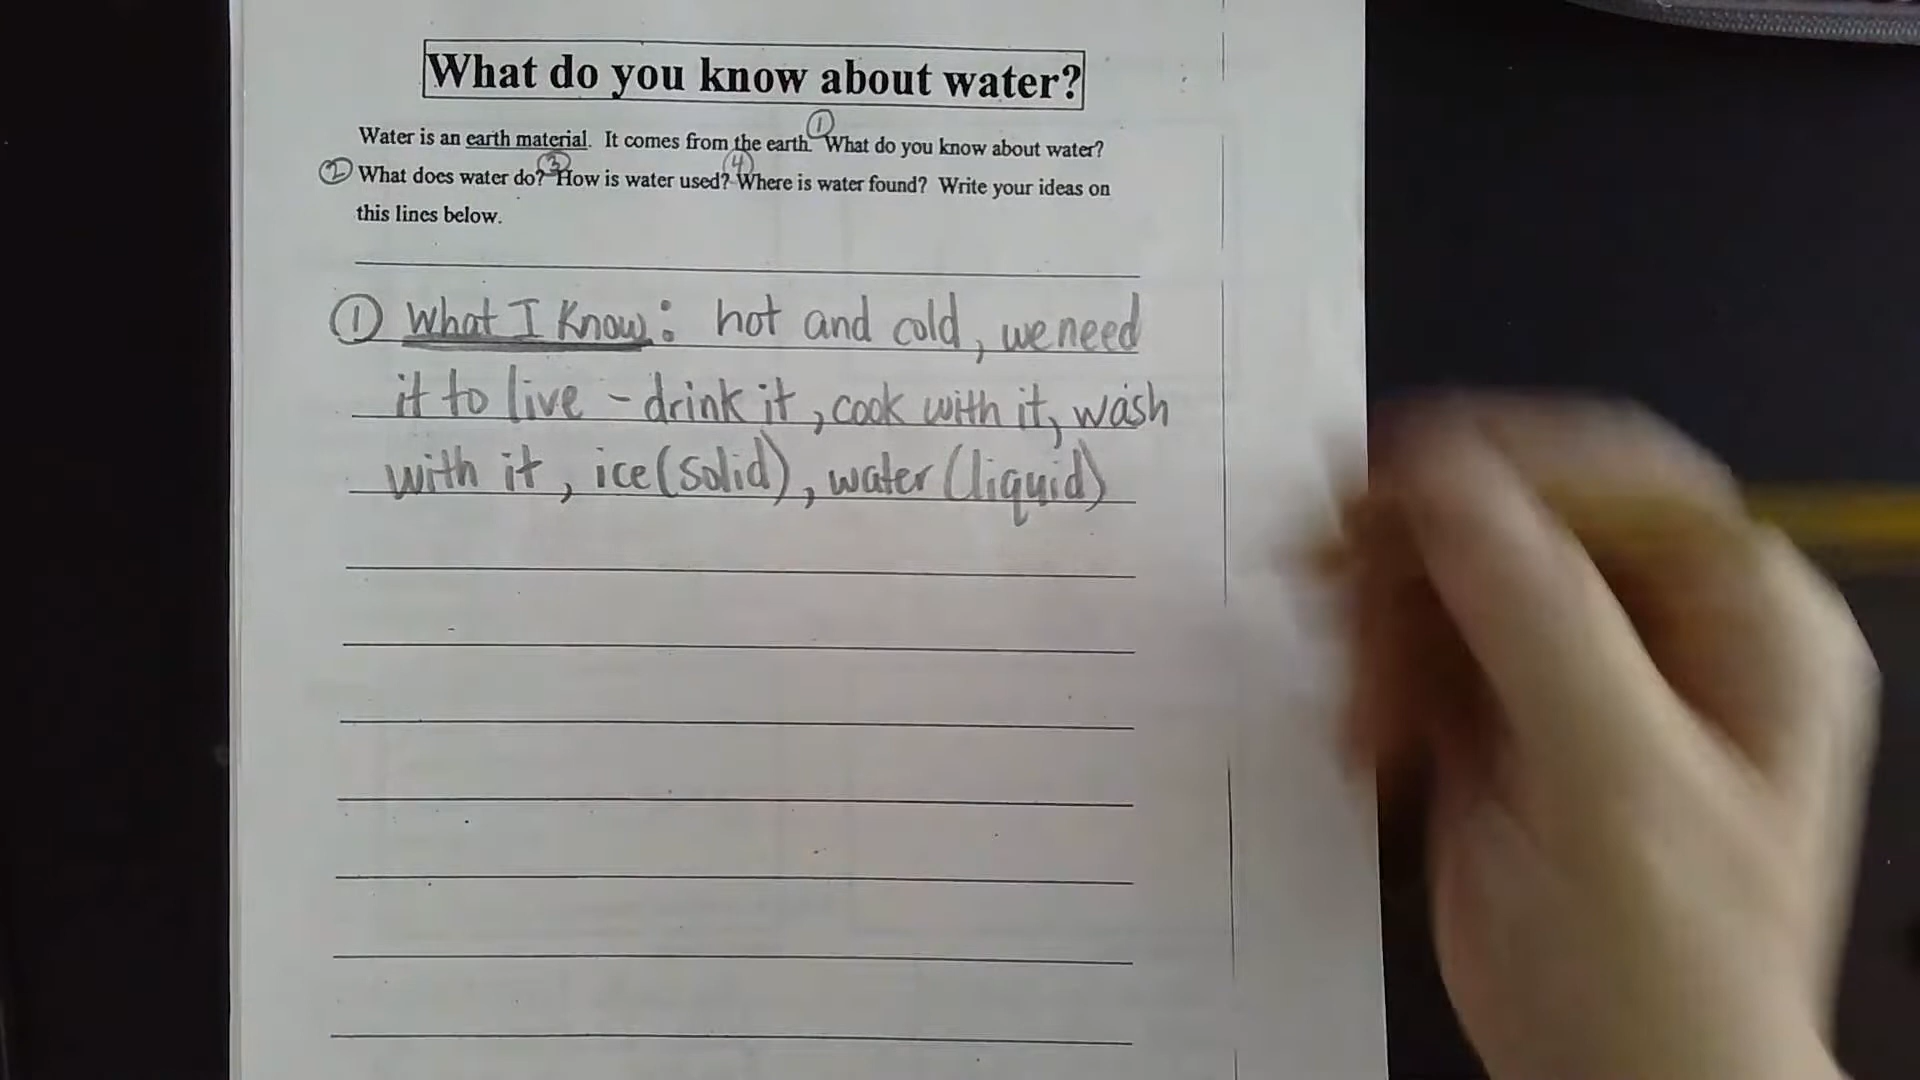 What do you know about water?
Water is an earth material. It comes from the earth. ① What do you know about water?
② What does water do? ③ How is water used? ④ Where is water found? Write your ideas on
this lines below.
① What I Know: hot and cold, we need
it to live - drink it, cook with it, wash
with it, ice (solid), water (liquid)